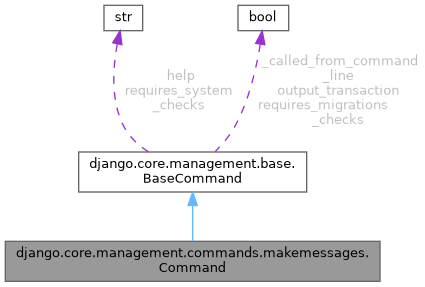 str
bool
help
requires_system
_checks
_called_from_command
_line
output_transaction
requires_migrations
_checks
django.core.management.base.
BaseCommand
django.core.management.commands.makemessages.
Command